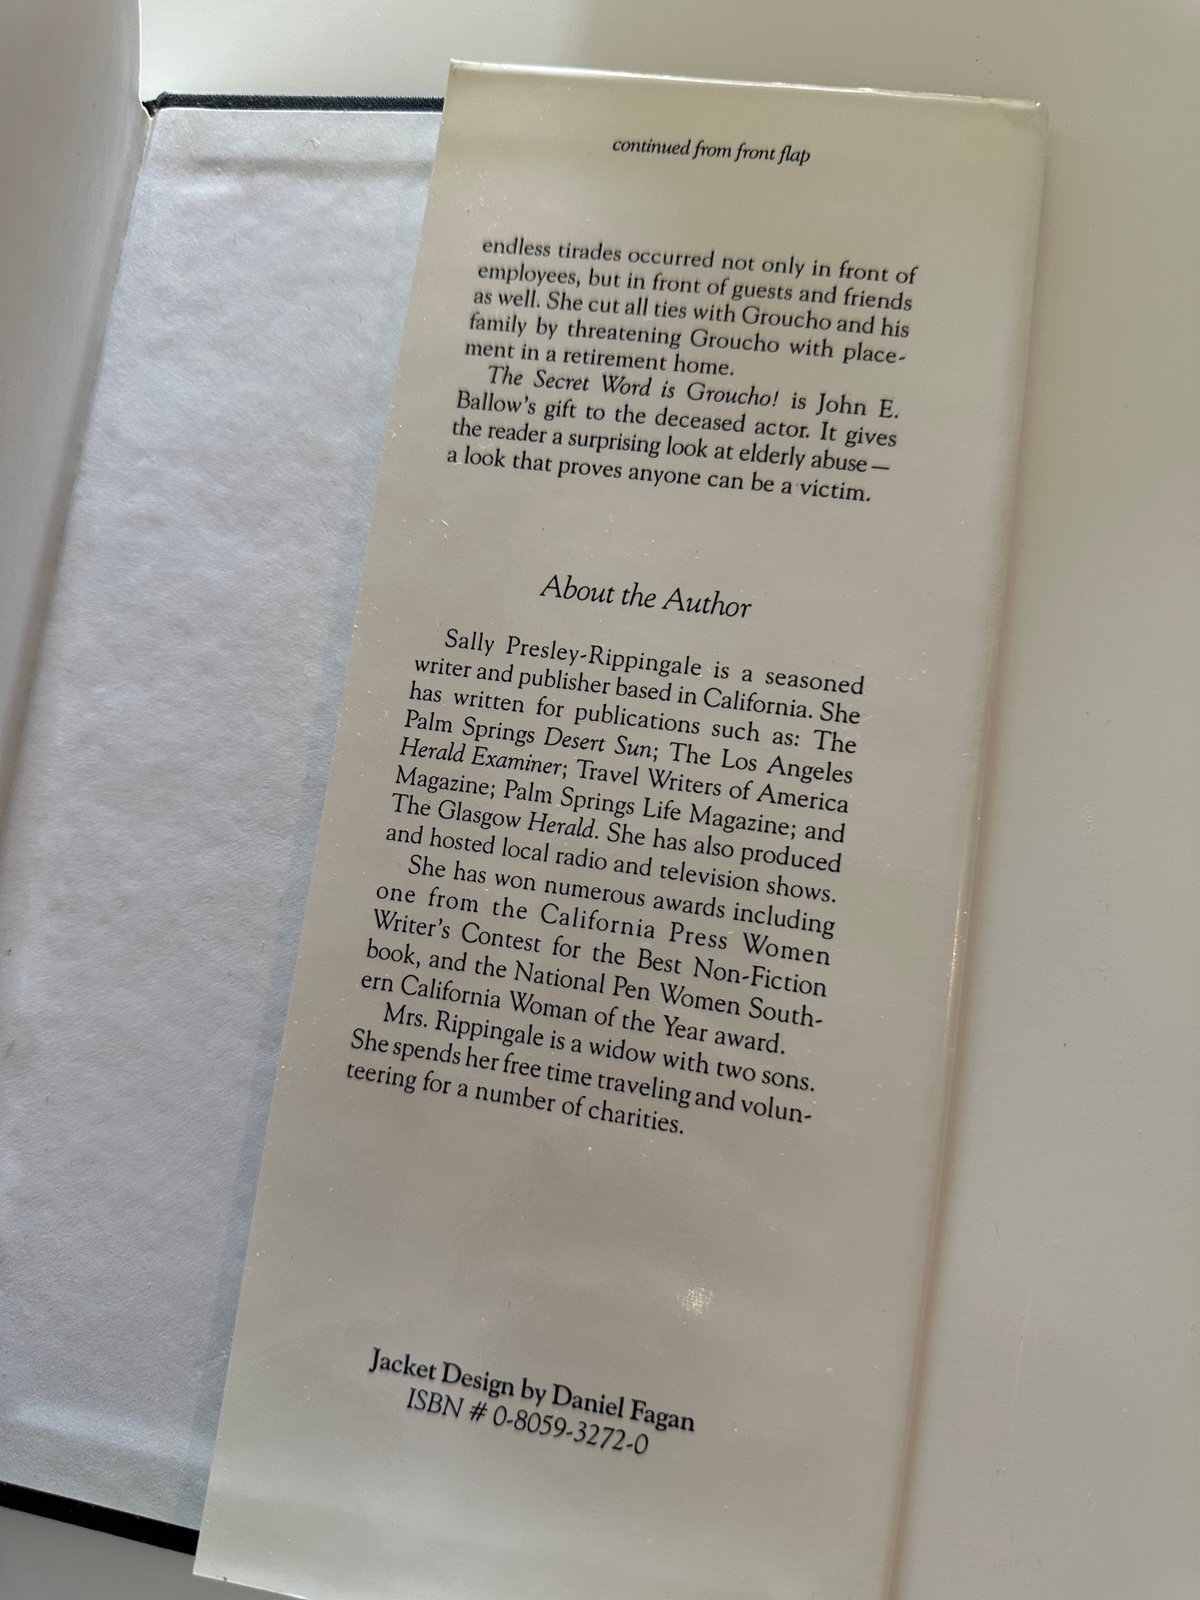 continued from front flap
endless tirades occurred not only in front of
employees, but in front of guests and friends
as well. She cut all ties with Groucho and his
family by threatening Groucho with place-
ment in a retirement home.
The Secret Word is Groucho! is John E.
Ballow's gift to the deceased actor. It gives
the reader a surprising look at elderly abuse—
a look that proves anyone can be a victim.
About the Author
Sally Presley-Rippingale is a seasoned
writer and publisher based in California. She
has written for publications such as: The
Palm Springs Desert Sun; The Los Angeles
Herald Examiner; Travel Writers of America
Magazine; Palm Springs Life Magazine; and
The Glasgow Herald. She has also produced
and hosted local radio and television shows.
She has won numerous awards including
one from the California Press Women
Writer's Contest for the Best Non-Fiction
book, and the National Pen Women South-
ern California Woman of the Year award.
Mrs. Rippingale is a widow with two sons.
She spends her free time traveling and volun-
teering for a number of charities.
Jacket Design by Daniel Fagan
ISBN # 0-8059-3272-0